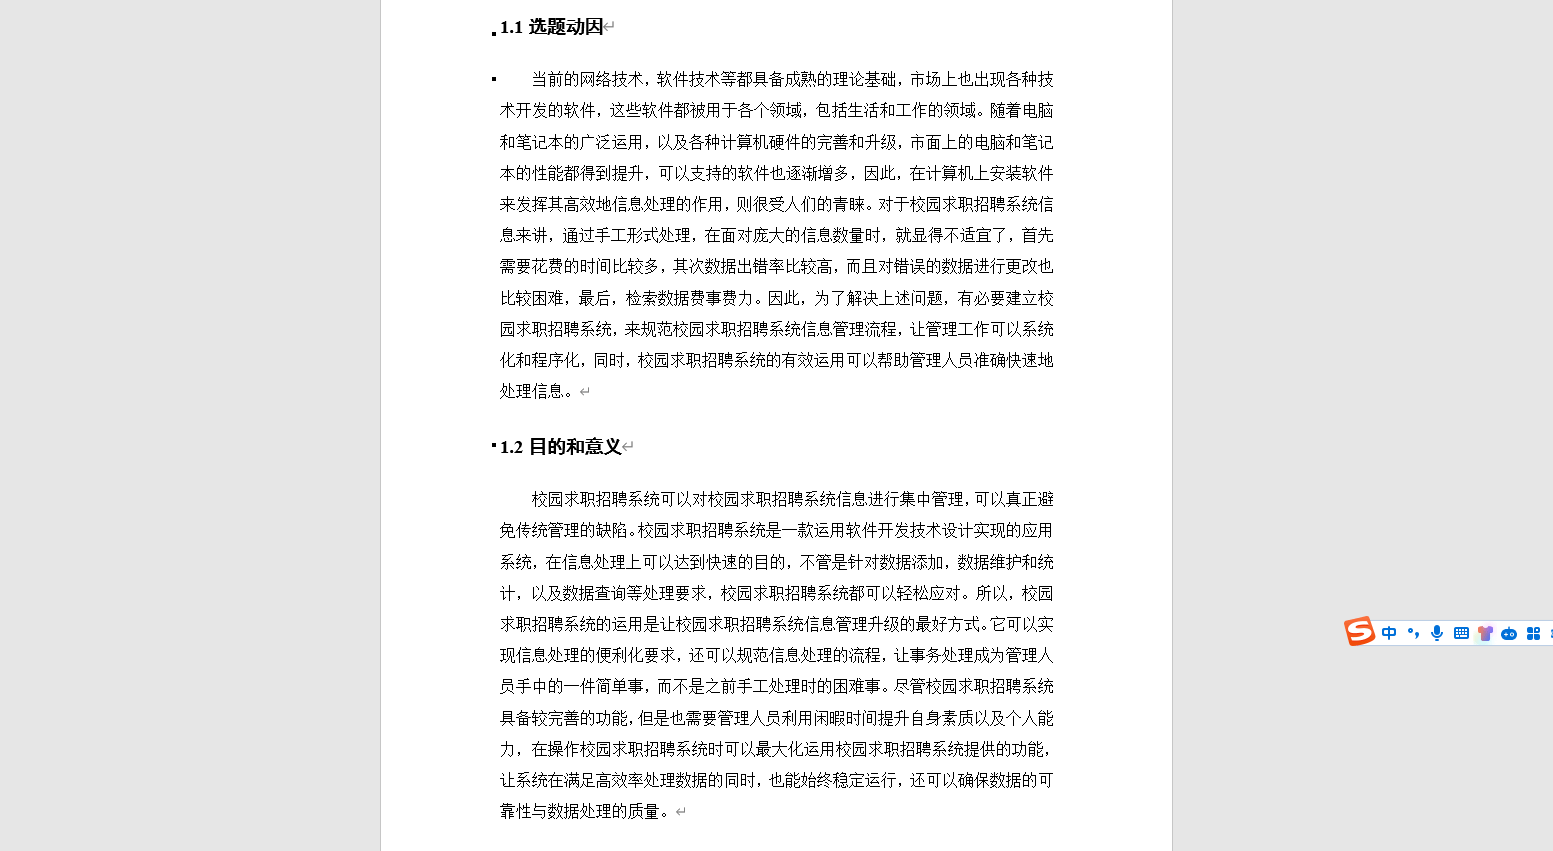 1.1 选题动因
当前的网络技术，软件技术等都具备成熟的理论基础，市场上也出现各种技
术开发的软件，这些软件都被用于各个领域，包括生活和工作的领域。随着电脑
和笔记本的广泛运用，以及各种计算机硬件的完善和升级，市面上的电脑和笔记
本的性能都得到提升，可以支持的软件也逐渐增多，因此，在计算机上安装软件
来发挥其高效地信息处理的作用，则很受人们的青睐。对于校园求职招聘系统信
息来讲，通过手工形式处理，在面对庞大的信息数量时，就显得不适宜了，首先
需要花费的时间比较多，其次数据出错率比较高，而且对错误的数据进行更改也
比较困难，最后，检索数据费事费力。因此，为了解决上述问题，有必要建立校
园求职招聘系统，来规范校园求职招聘系统信息管理流程，让管理工作可以系统
化和程序化，同时，校园求职招聘系统的有效运用可以帮助管理人员准确快速地
处理信息。
1.2 目的和意义
校园求职招聘系统可以对校园求职招聘系统信息进行集中管理，可以真正避
免传统管理的缺陷。校园求职招聘系统是一款运用软件开发技术设计实现的应用
系统，在信息处理上可以达到快速的目的，不管是针对数据添加，数据维护和统
计，以及数据查询等处理要求，校园求职招聘系统都可以轻松应对。所以，校园
求职招聘系统的运用是让校园求职招聘系统信息管理升级的最好方式。它可以实
现信息处理的便利化要求，还可以规范信息处理的流程，让事务处理成为管理人
员手中的一件简单事，而不是之前手工处理时的困难事。尽管校园求职招聘系统
具备较完善的功能，但是也需要管理人员利用闲暇时间提升自身素质以及个人能
力，在操作校园求职招聘系统时可以最大化运用校园求职招聘系统提供的功能，
让系统在满足高效率处理数据的同时，也能始终稳定运行，还可以确保数据的可
靠性与数据处理的质量。
中